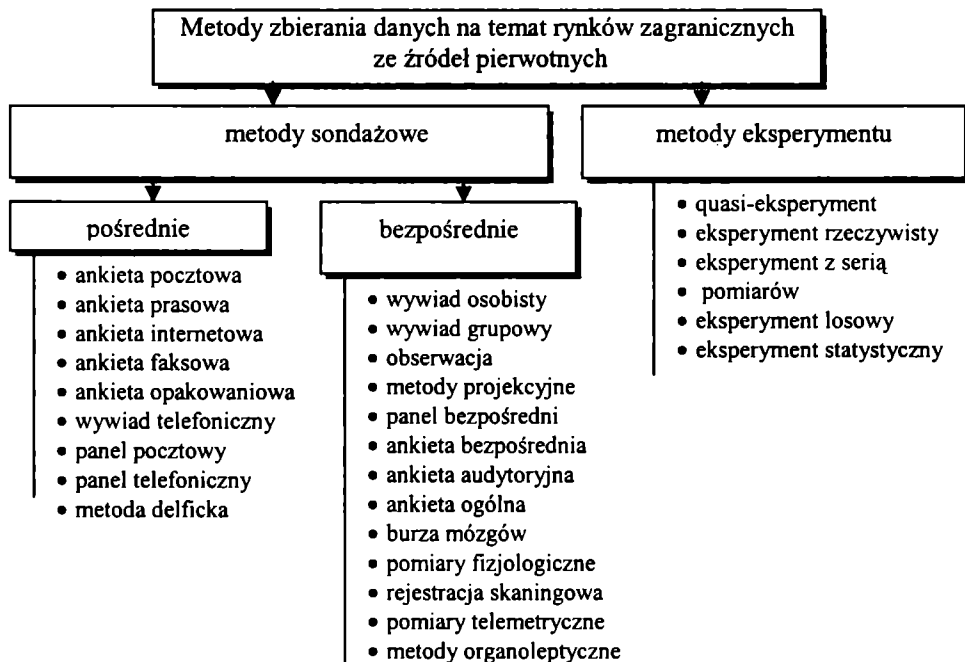 Metody zbierania danych na temat rynków zagranicznych
ze źródeł pierwotnych
metody sondażowe
metody eksperymentu
pośrednie
bezpośrednie
• ankieta pocztowa
• ankieta prasowa
• ankieta internetowa
• ankieta faksowa
• ankieta opakowaniowa
• wywiad telefoniczny
• panel pocztowy
• panel telefoniczny
• metoda delficka
• wywiad osobisty
• wywiad grupowy
• obserwacja
• metody projekcyjne
• panel bezpośredni
• ankieta bezpośrednia
• ankieta audytoryjna
• ankieta ogólna
• burza mózgów
• pomiary fizjologiczne
• rejestracja skaningowa
• pomiary telemetryczne
• metody organoleptyczne
• quasi-eksperyment
• eksperyment rzeczywisty
• eksperyment z serią
• pomiarów
• eksperyment losowy
• eksperyment statystyczny